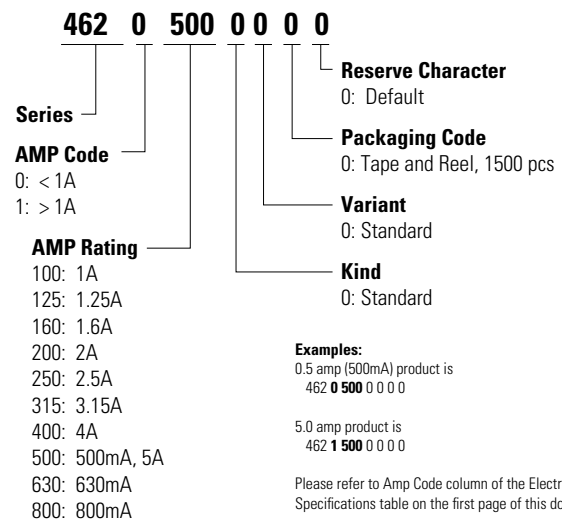 462 0 500 0 0 0 0
Series
AMP Code
0: < 1A
1: > 1A
AMP Rating
100: 1A
125: 1.25A
160: 1.6A
200: 2A
250: 2.5A
315: 3.15A
400: 4A
500: 500mA, 5A
630: 630mA
800: 800mA
Reserve Character
0: Default
Packaging Code
0: Tape and Reel, 1500 pcs
Variant
0: Standard
Kind
0: Standard
Examples:
0.5 amp (500mA) product is
462 0 500 0 0 0 0
5.0 amp product is
462 1 500 0 0 0 0
Please refer to Amp Code column of the Electr
Specifications table on the first page of this do